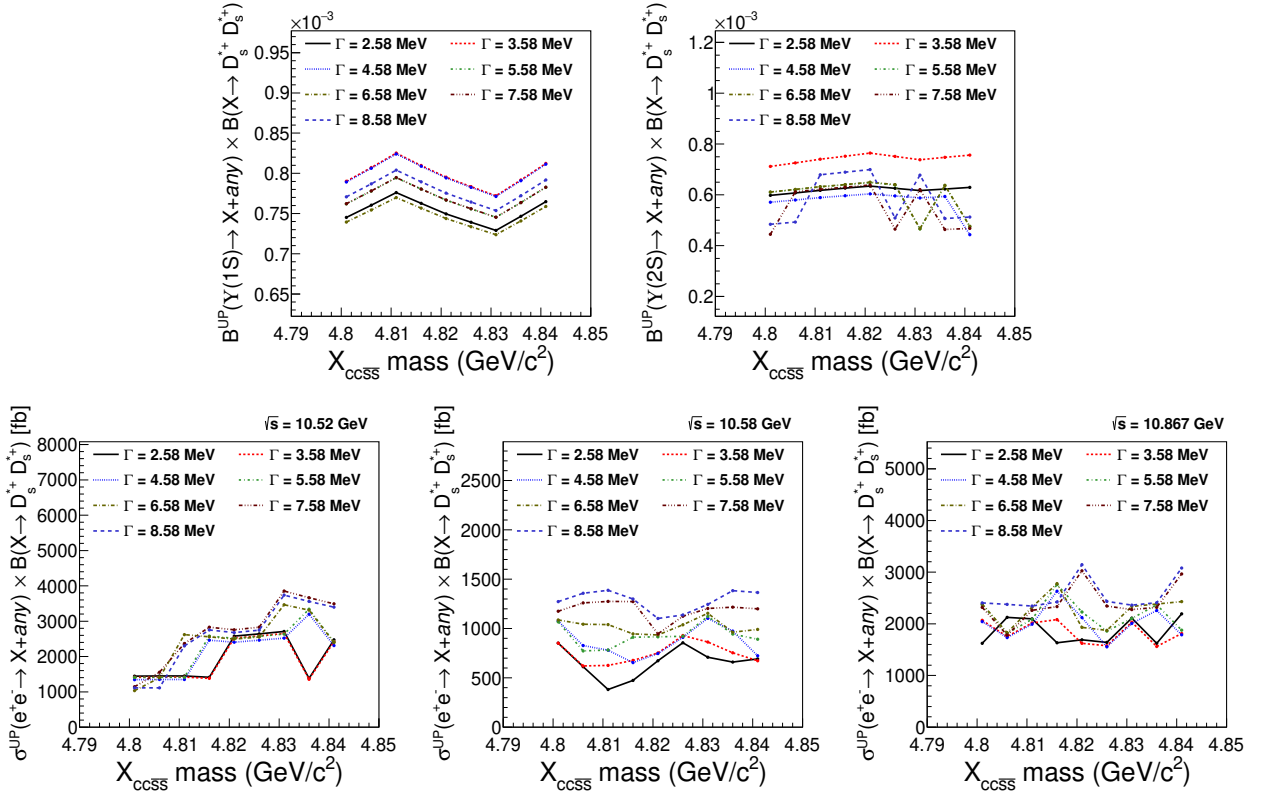 ×10⁻³
B^UP(ϒ(1S)→ X+any) × B(X→ D_s^*+ D_s^*+)
0.95
0.9
0.85
0.8
0.75
0.7
0.65
Γ = 2.58 MeV Γ = 3.58 MeV
Γ = 4.58 MeV Γ = 5.58 MeV
Γ = 6.58 MeV Γ = 7.58 MeV
Γ = 8.58 MeV
4.79 4.8 4.81 4.82 4.83 4.84 4.85
X_ccs̅s̅ mass (GeV/c²)
×10⁻³
B^UP(ϒ(2S)→ X+any) × B(X→ D_s^*+ D_s^*+)
1.2
1
0.8
0.6
0.4
0.2
Γ = 2.58 MeV Γ = 3.58 MeV
Γ = 4.58 MeV Γ = 5.58 MeV
Γ = 6.58 MeV Γ = 7.58 MeV
Γ = 8.58 MeV
4.79 4.8 4.81 4.82 4.83 4.84 4.85
X_ccs̅s̅ mass (GeV/c²)
√s = 10.52 GeV
σ^UP(e⁺e⁻→ X+any) × B(X→ D_s^*+ D_s^*+) [fb]
8000
7000
6000
5000
4000
3000
2000
1000
0
Γ = 2.58 MeV Γ = 3.58 MeV
Γ = 4.58 MeV Γ = 5.58 MeV
Γ = 6.58 MeV Γ = 7.58 MeV
Γ = 8.58 MeV
4.79 4.8 4.81 4.82 4.83 4.84 4.85
X_ccs̅s̅ mass (GeV/c²)
√s = 10.58 GeV
σ^UP(e⁺e⁻→ X+any) × B(X→ D_s^*+ D_s^*+) [fb]
2500
2000
1500
1000
500
0
Γ = 2.58 MeV Γ = 3.58 MeV
Γ = 4.58 MeV Γ = 5.58 MeV
Γ = 6.58 MeV Γ = 7.58 MeV
Γ = 8.58 MeV
4.79 4.8 4.81 4.82 4.83 4.84 4.85
X_ccs̅s̅ mass (GeV/c²)
√s = 10.867 GeV
σ^UP(e⁺e⁻→ X+any) × B(X→ D_s^*+ D_s^*+) [fb]
5000
4000
3000
2000
1000
0
Γ = 2.58 MeV Γ = 3.58 MeV
Γ = 4.58 MeV Γ = 5.58 MeV
Γ = 6.58 MeV Γ = 7.58 MeV
Γ = 8.58 MeV
4.79 4.8 4.81 4.82 4.83 4.84 4.85
X_ccs̅s̅ mass (GeV/c²)